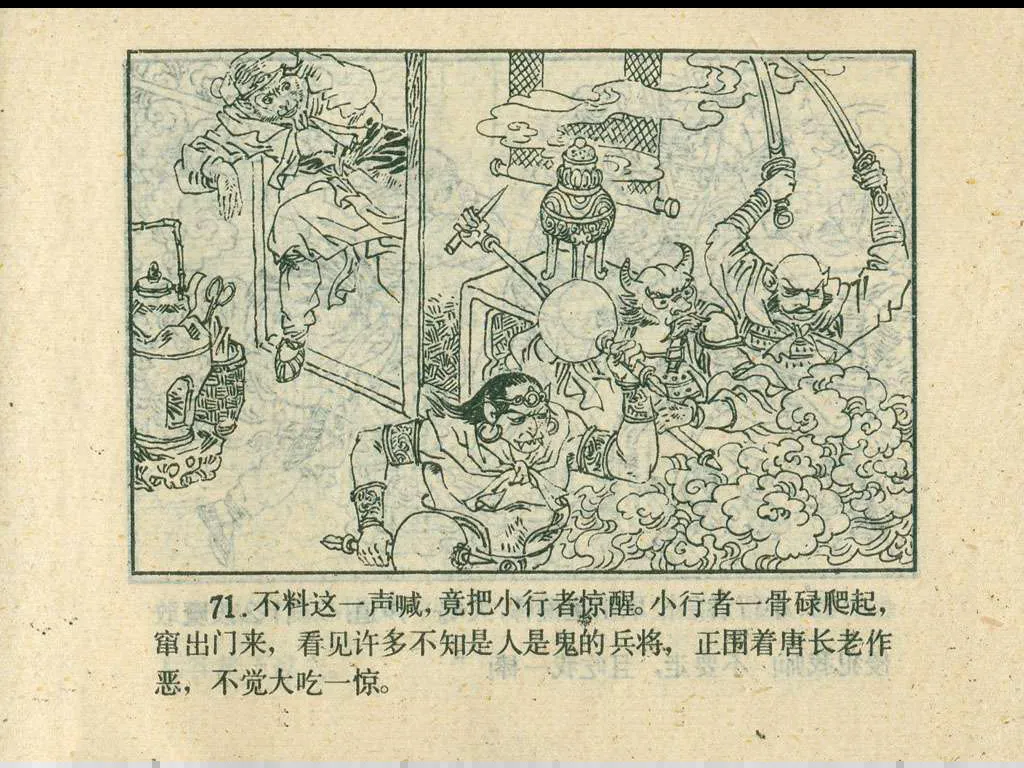 71. 不料这一声喊，竟把小行者惊醒。小行者一骨碌爬起，
窜出门来，看见许多不知是人是鬼的兵将，正围着唐长老作
恶，不觉大吃一惊。